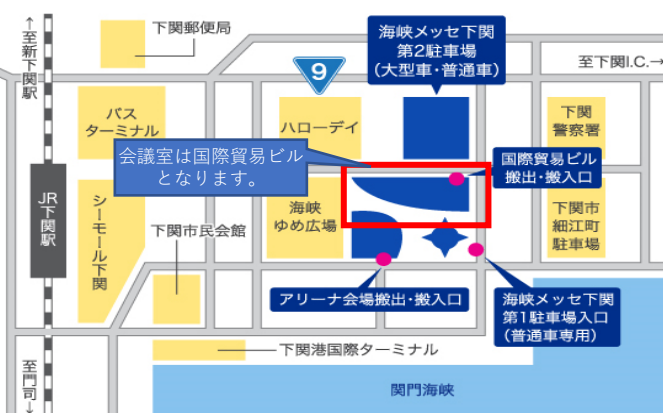 ↑至新下関駅
下関郵便局
海峡メッセ下関
第2駐車場
(大型車・普通車)
至下関I.C.→
9
バス
ターミナル
ハローデイ
下関
警察署
会議室は国際貿易ビル
となります。
国際貿易ビル
搬出・搬入口
JR下関駅
シーモール下関
下関市民会館
海峡
ゆめ広場
下関市
細江町
駐車場
アリーナ会場搬出・搬入口
海峡メッセ下関
第1駐車場入口
(普通車専用)
下関港国際ターミナル
至門司↓
関門海峡